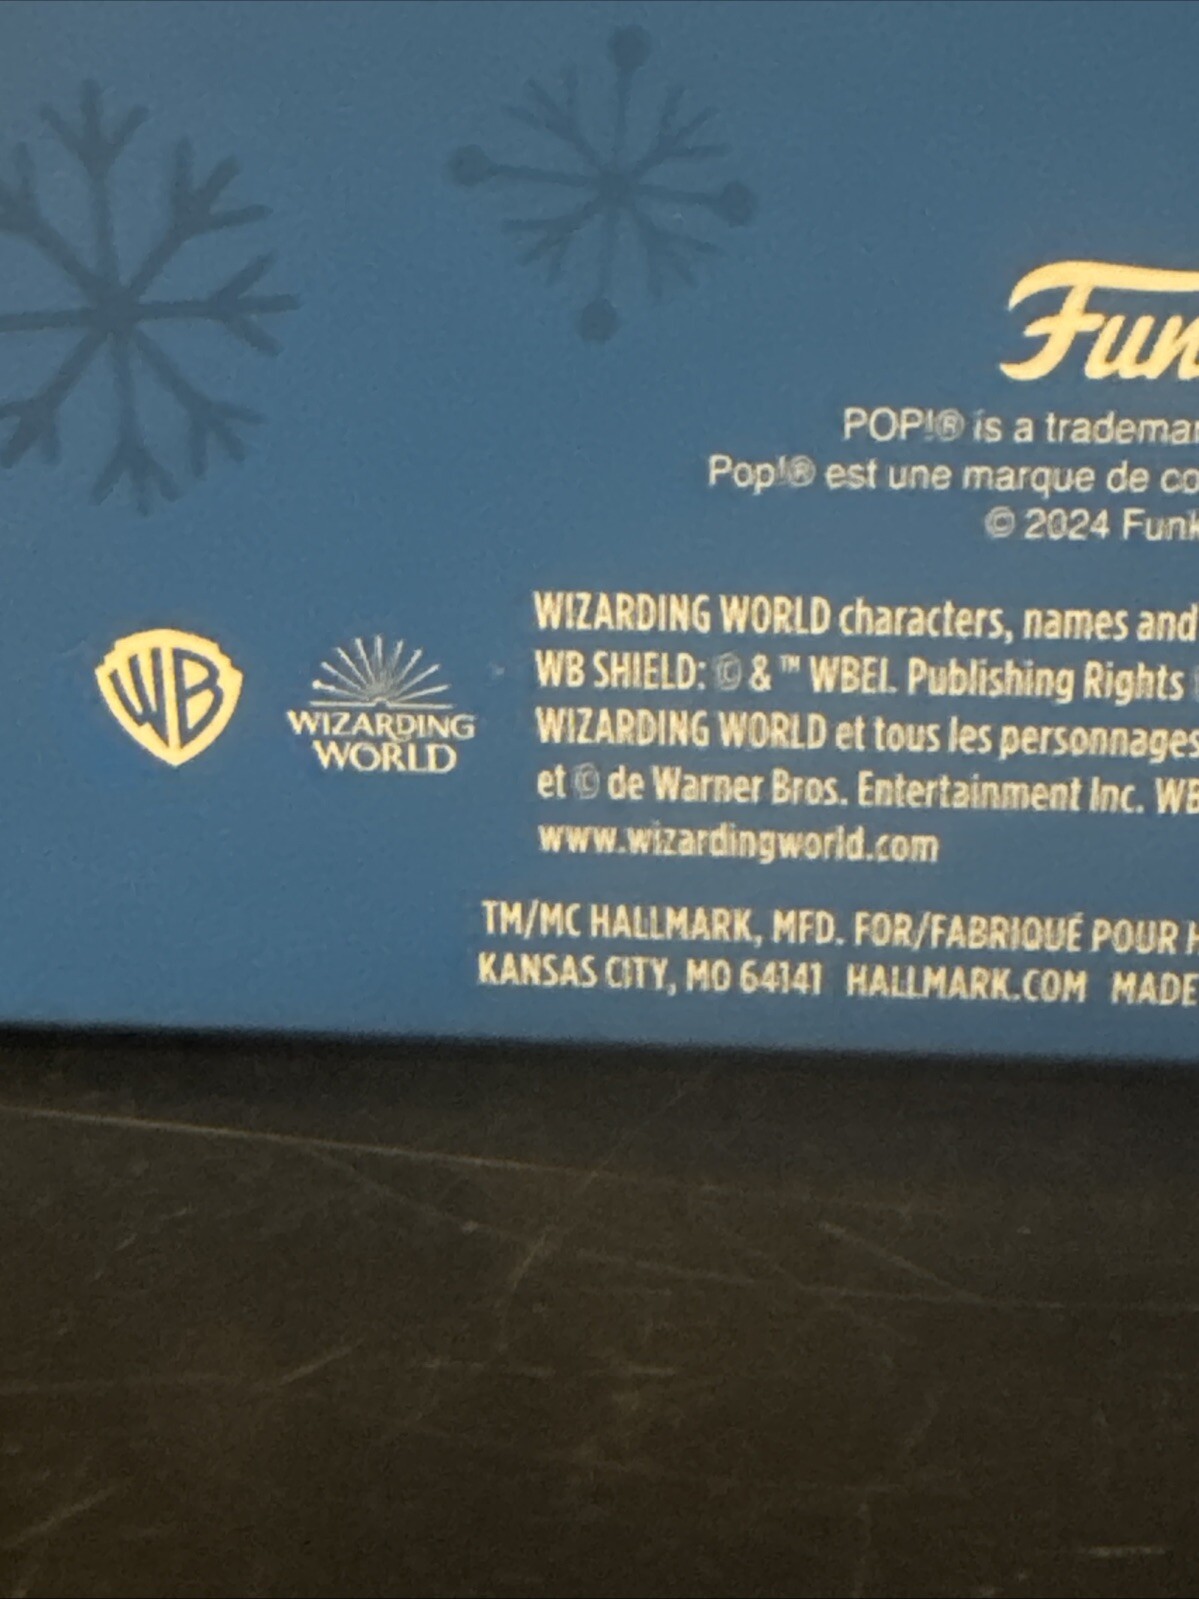 Fun
POP!® is a tradema
Pop!® est une marque de co
© 2024 Funk
WIZARDING WORLD characters, names and
WB SHIELD: © & ™ WBEI. Publishing Rights
WIZARDING WORLD et tous les personnages
et © de Warner Bros. Entertainment Inc. WB
www.wizardingworld.com
WB
WIZARDING
WORLD
TM/MC HALLMARK, MFD. FOR/FABRIQUÉ POUR H
KANSAS CITY, MO 64141 HALLMARK.COM MADE